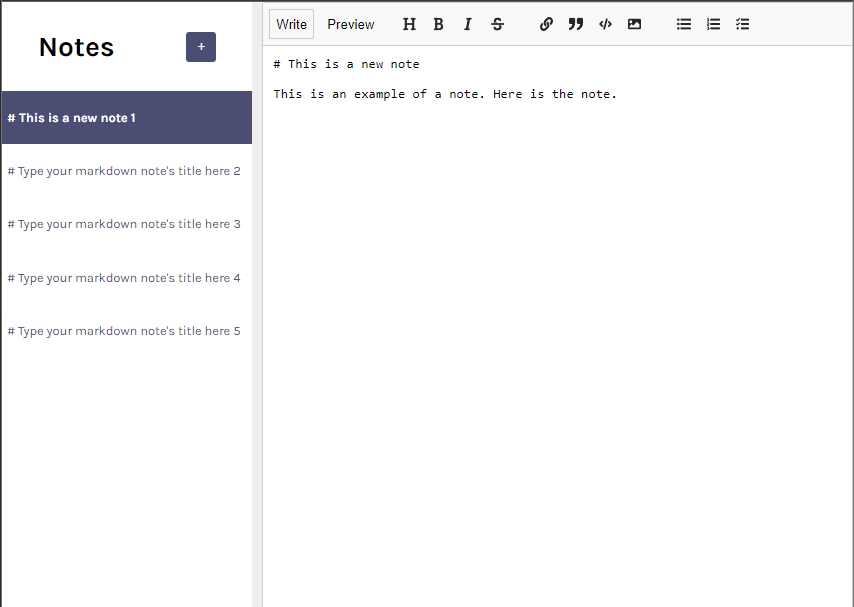 Notes
+
# This is a new note 1
# Type your markdown note's title here 2
# Type your markdown note's title here 3
# Type your markdown note's title here 4
# Type your markdown note's title here 5
Write Preview H B I S
# This is a new note
This is an example of a note. Here is the note.